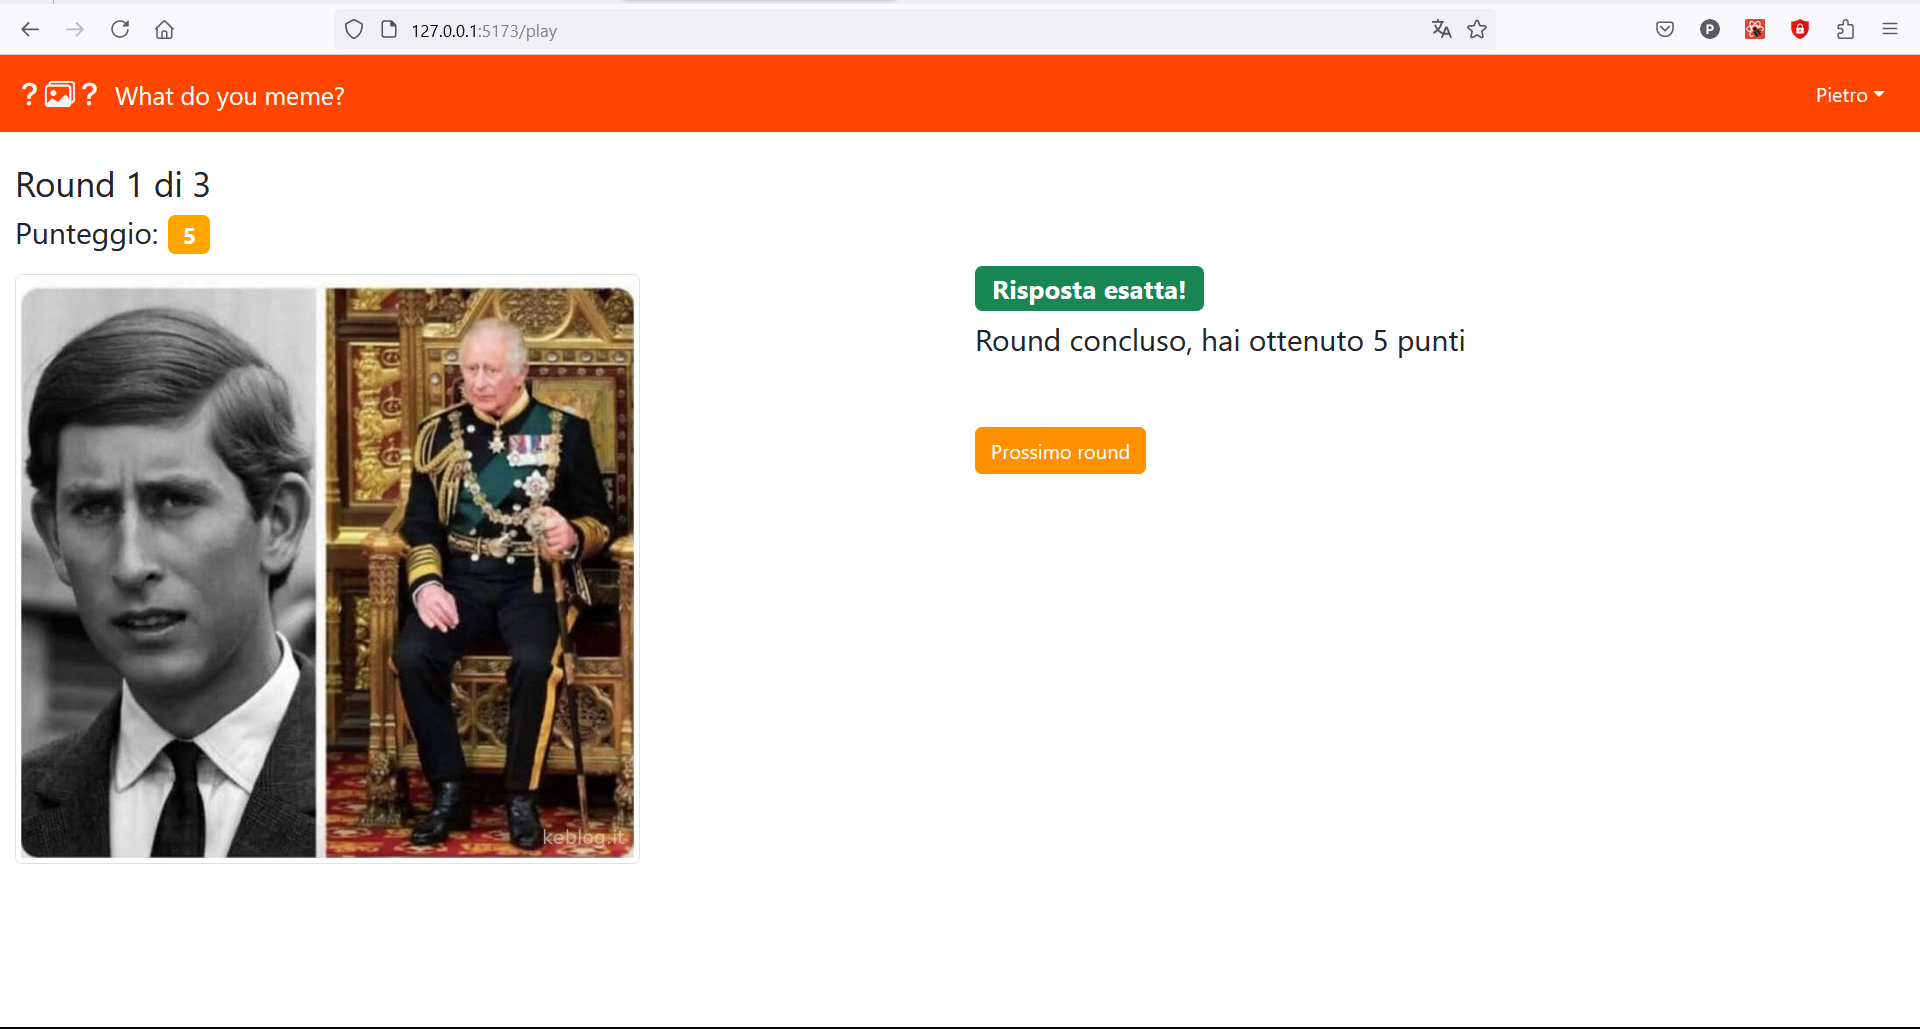 127.0.0.1:5173/play
P
? ? What do you meme?
Pietro
Round 1 di 3
Punteggio: 5
Risposta esatta!
Round concluso, hai ottenuto 5 punti
Prossimo round
keblog.it